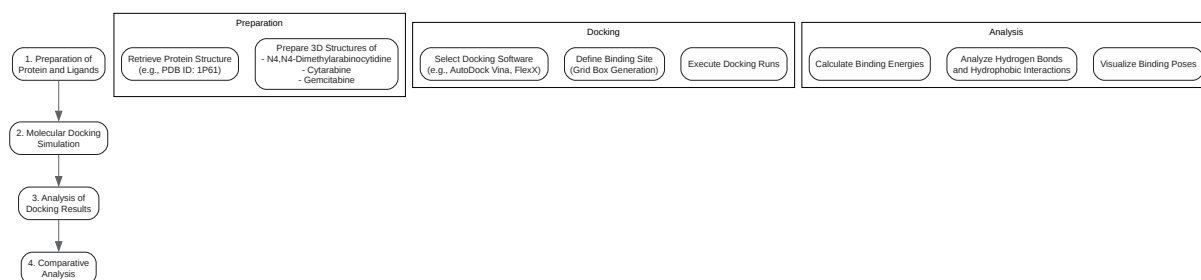 Preparation
Docking
Analysis
1. Preparation of
Protein and Ligands
Retrieve Protein Structure
(e.g., PDB ID: 1P61)
Prepare 3D Structures of
- N4,N4-Dimethylarabinocytidine
- Cytarabine
- Gemcitabine
Select Docking Software
(e.g., AutoDock Vina, FlexX)
Define Binding Site
(Grid Box Generation)
Execute Docking Runs
Calculate Binding Energies
Analyze Hydrogen Bonds
and Hydrophobic Interactions
Visualize Binding Poses
2. Molecular Docking
Simulation
3. Analysis of
Docking Results
4. Comparative
Analysis